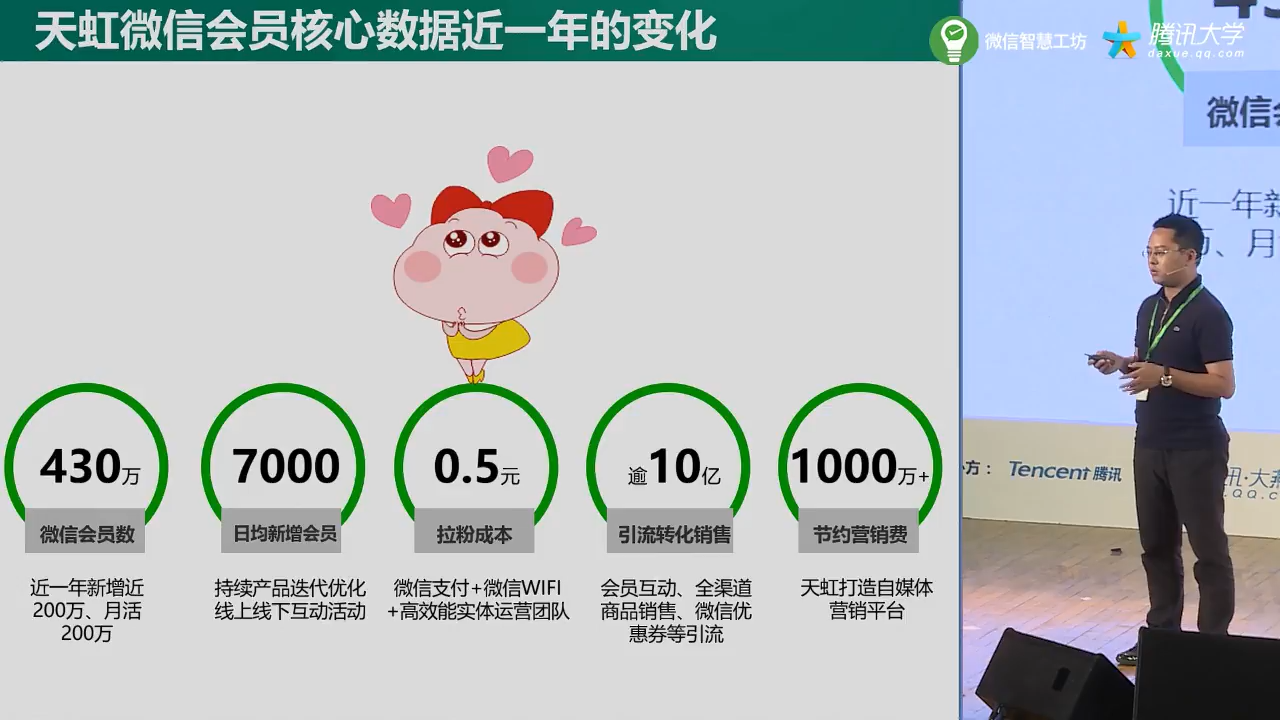 天虹微信会员核心数据近一年的变化
微信智慧工坊
腾讯大学
daxue.qq.com
430万
微信会员数
近一年新增近
200万、月活
200万
7000
日均新增会员
持续产品迭代优化
线上线下互动活动
0.5元
拉粉成本
微信支付+微信WIFI
+高效能实体运营团队
逾10亿
引流转化销售
会员互动、全渠道
商品销售、微信优
惠券等引流
1000万+
节约营销费
天虹打造自媒体
营销平台
微信
近一年新
万、月
方：
Tencent 腾讯
讯·大